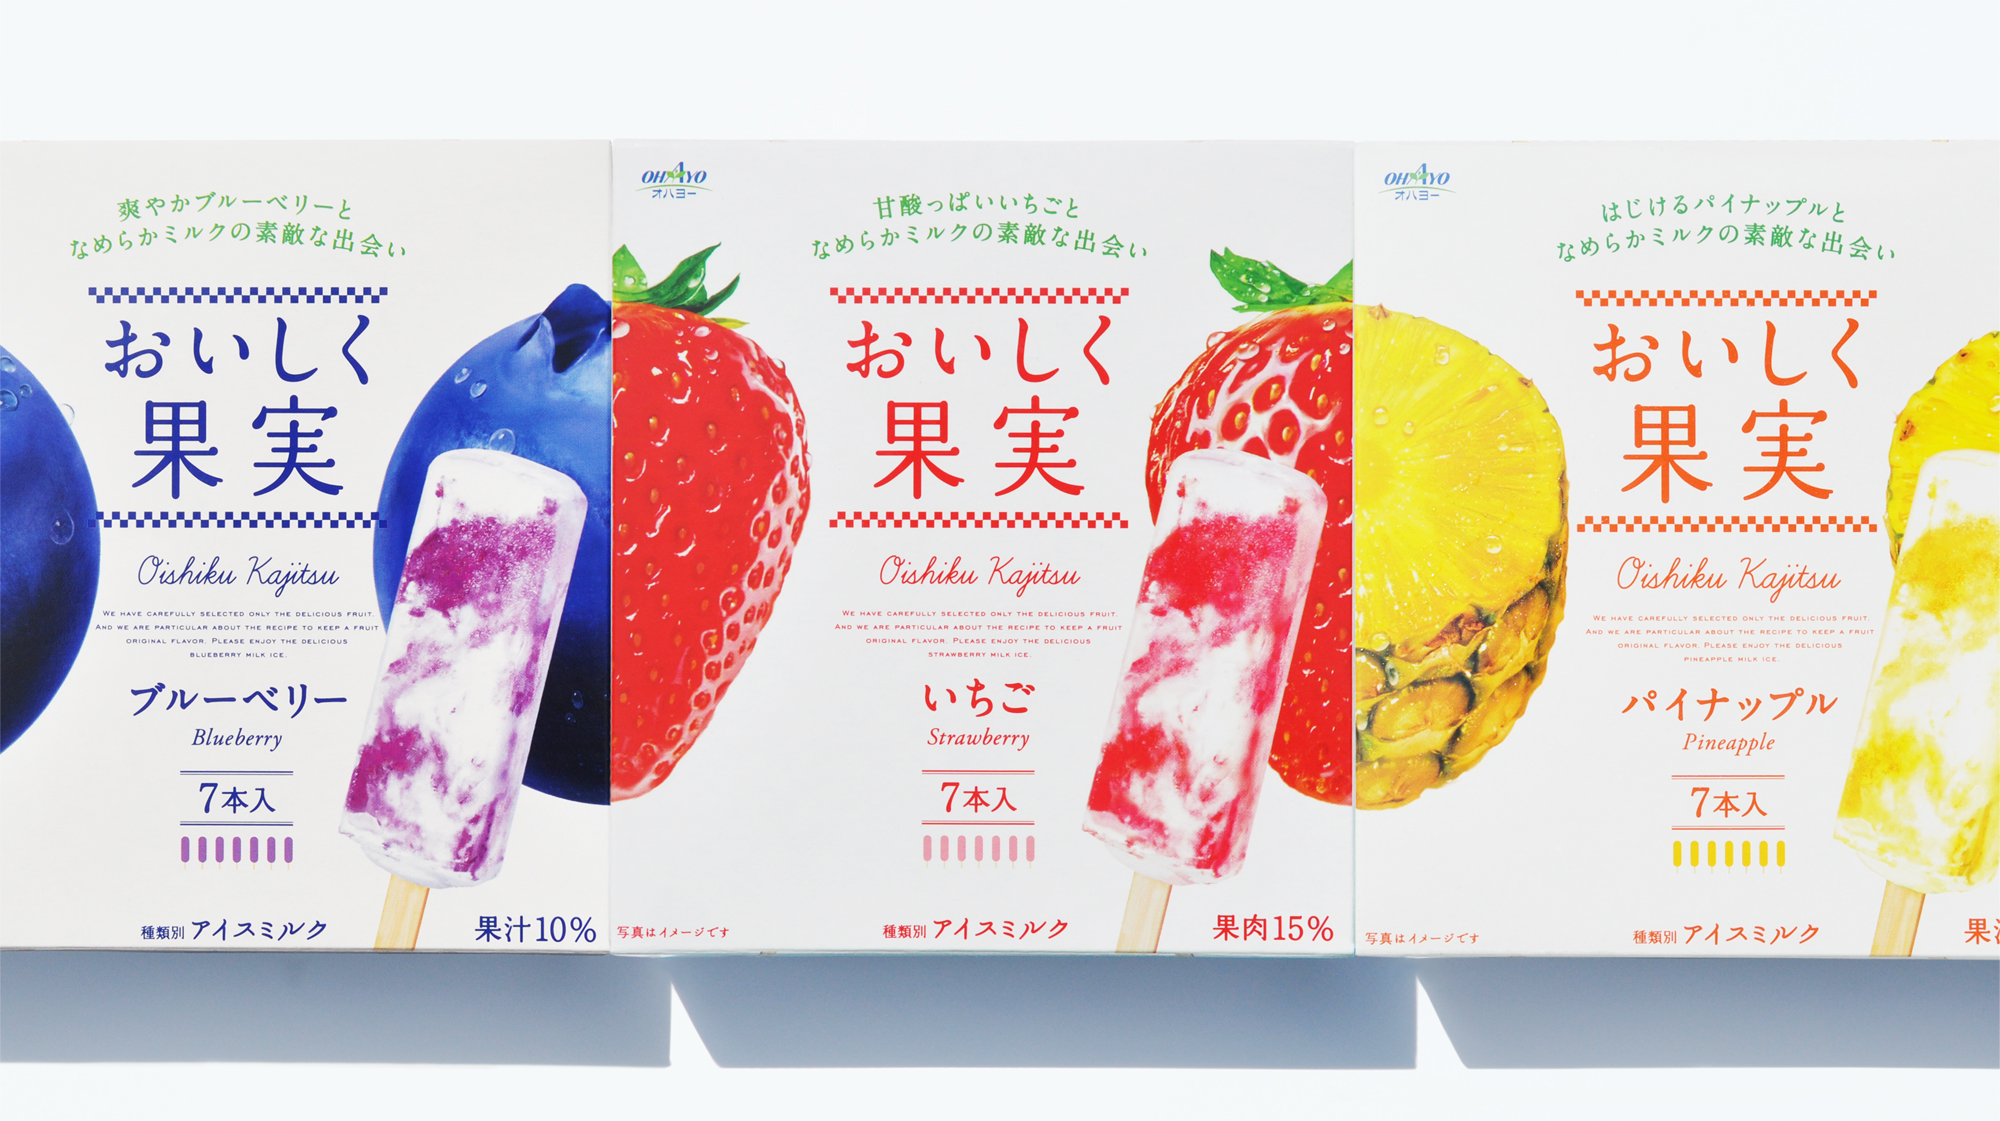 爽やかブルーベリーと
なめらかミルクの素敵な出会い
おいしく
果実
Oishiku Kajitsu
WE HAVE CAREFULLY SELECTED ONLY THE DELICIOUS FRUIT.
AND WE ARE PARTICULAR ABOUT THE RECIPE TO KEEP A FRUIT
ORIGINAL FLAVOR. PLEASE ENJOY THE DELICIOUS
BLUEBERRY MILK ICE.
ブルーベリー
Blueberry
7本入
種類別 アイスミルク
果汁10%
OHAYO
オハヨー
甘酸っぱいいちごと
なめらかミルクの素敵な出会い
おいしく
果実
Oishiku Kajitsu
WE HAVE CAREFULLY SELECTED ONLY THE DELICIOUS FRUIT.
AND WE ARE PARTICULAR ABOUT THE RECIPE TO KEEP A FRUIT
ORIGINAL FLAVOR. PLEASE ENJOY THE DELICIOUS
STRAWBERRY MILK ICE.
いちご
Strawberry
7本入
写真はイメージです
種類別 アイスミルク
果肉15%
OHAYO
オハヨー
はじけるパイナップルと
なめらかミルクの素敵な出会い
おいしく
果実
Oishiku Kajitsu
WE HAVE CAREFULLY SELECTED ONLY THE DELICIOUS FRUIT.
AND WE ARE PARTICULAR ABOUT THE RECIPE TO KEEP A FRUIT
ORIGINAL FLAVOR. PLEASE ENJOY THE DELICIOUS
PINEAPPLE MILK ICE.
パイナップル
Pineapple
7本入
写真はイメージです
種類別 アイスミルク
果